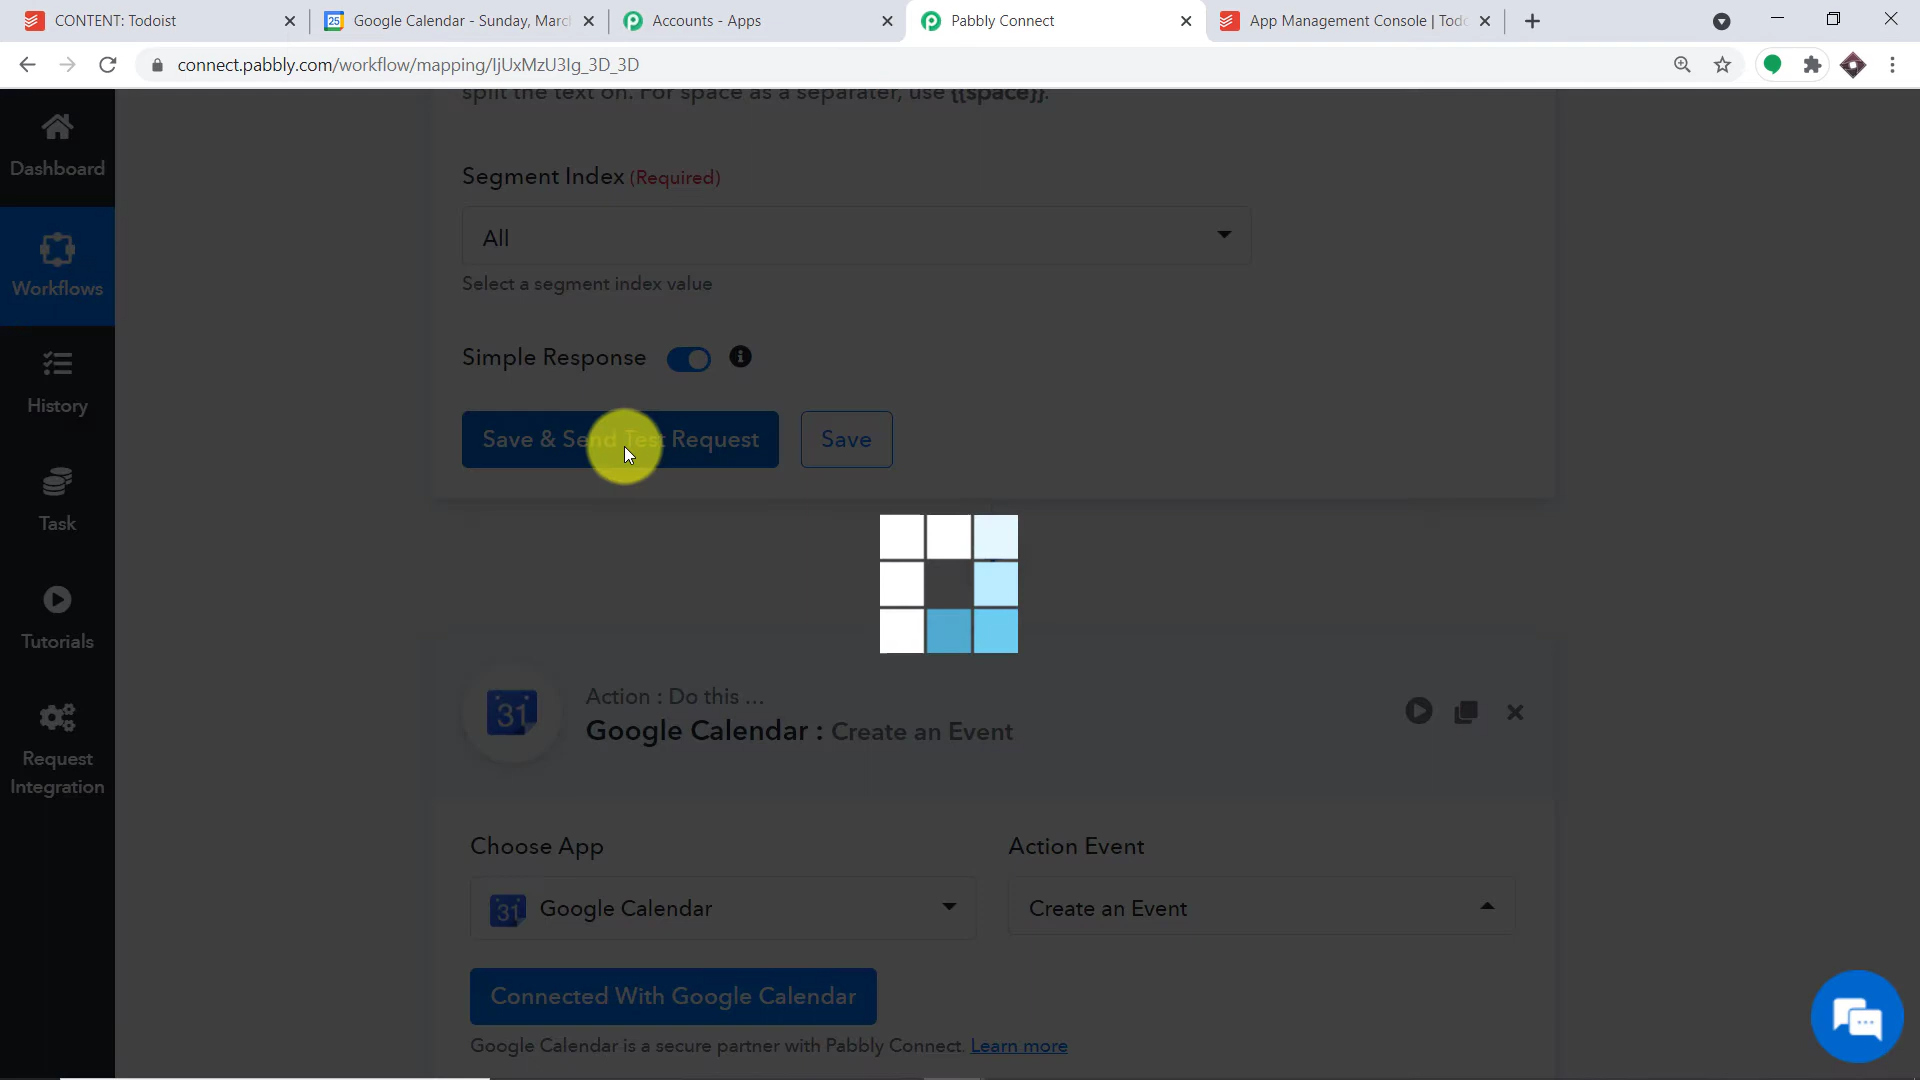 CONTENT: Todoist
Google Calendar - Sunday, Marc
Accounts - Apps
Pabbly Connect
App Management Console | Todo
connect.pabbly.com/workflow/mapping/IjUxMzU3Ig_3D_3D
split the text on. For space as a separater, use {{space}}.
Dashboard
Workflows
History
Task
Tutorials
Request
Integration
Segment Index (Required)
All
Select a segment index value
Simple Response
Save & Send Test Request
Save
31
Action : Do this ...
Google Calendar : Create an Event
Choose App
Action Event
31
Google Calendar
Create an Event
Connected With Google Calendar
Google Calendar is a secure partner with Pabbly Connect. Learn more